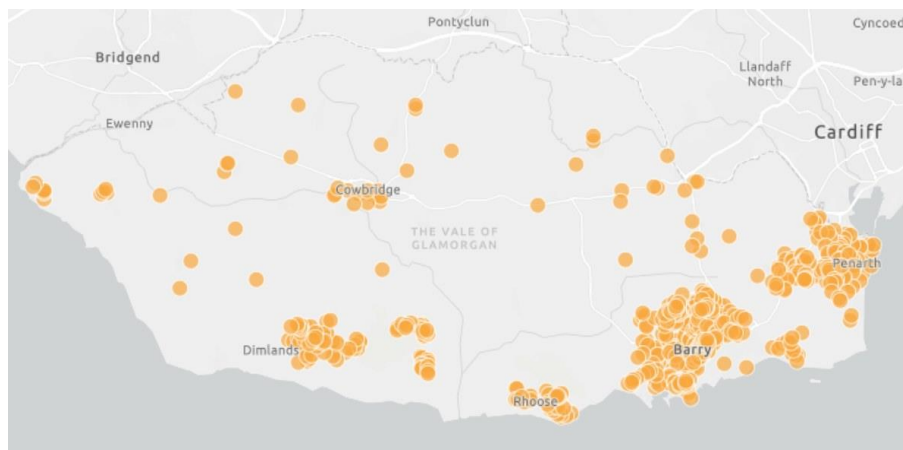 Pontyclun
Cyncoed
Bridgend
Llandaff
North
Pen-y-la
Ewenny
Cardiff
Cowbridge
THE VALE OF
GLAMORGAN
Penarth
Dimlands
Barry
Rhoose